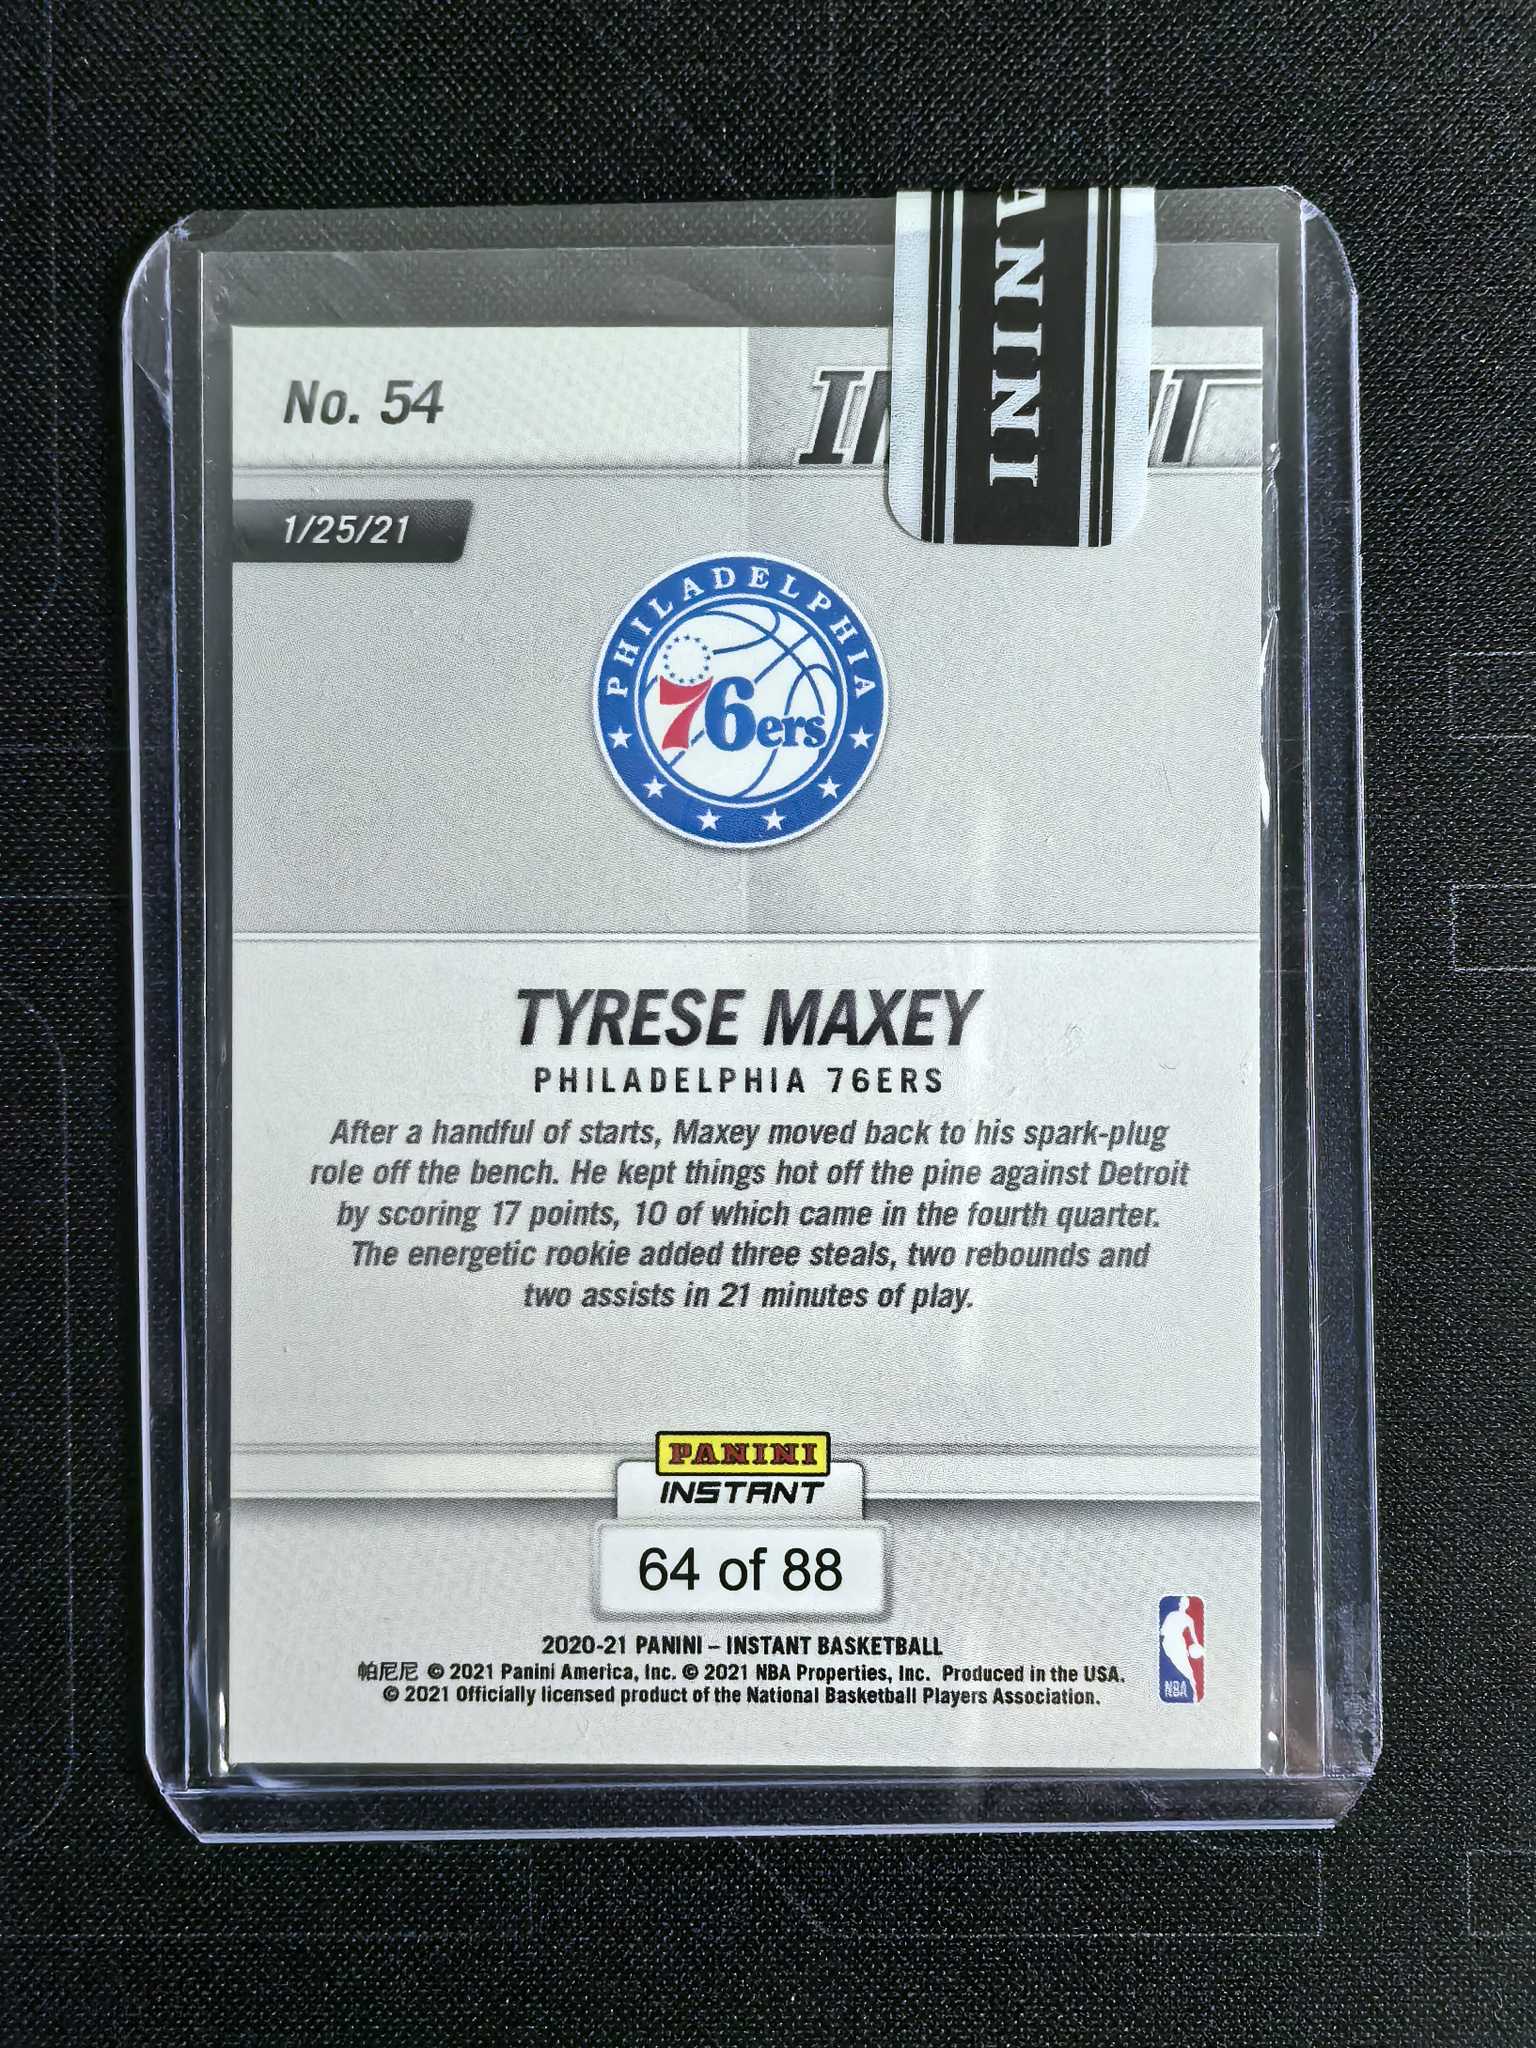 PANINI
No. 54
1/25/21
PHILADELPHIA
76ers
TYRESE MAXEY
PHILADELPHIA 76ERS
After a handful of starts, Maxey moved back to his spark-plug
role off the bench. He kept things hot off the pine against Detroit
by scoring 17 points, 10 of which came in the fourth quarter.
The energetic rookie added three steals, two rebounds and
two assists in 21 minutes of play.
PANINI
INSTANT
64 of 88
2020-21 PANINI – INSTANT BASKETBALL
帕尼尼 © 2021 Panini America, Inc. © 2021 NBA Properties, Inc. Produced in the USA.
© 2021 Officially licensed product of the National Basketball Players Association.
NBA